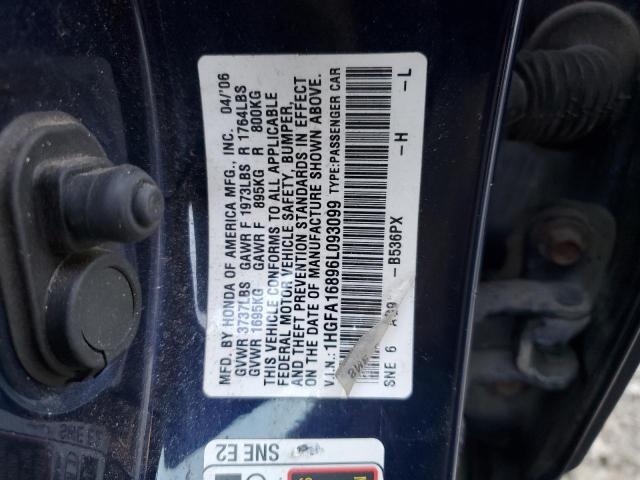 MFD. BY HONDA OF AMERICA MFG., INC. 04/'06
GVWR 3737LBS GAWR F 1973LBS R 1764LBS
GVWR 1695KG GAWR F 895KG R 800KG
THIS VEHICLE CONFORMS TO ALL APPLICABLE
FEDERAL MOTOR VEHICLE SAFETY, BUMPER,
AND THEFT PREVENTION STANDARDS IN EFFECT
ON THE DATE OF MANUFACTURE SHOWN ABOVE.
V.I.N.: 1HGFA16896L093099 TYPE:PASSENGER CAR
SNE 6 -B536PX -H -L
SNE E2